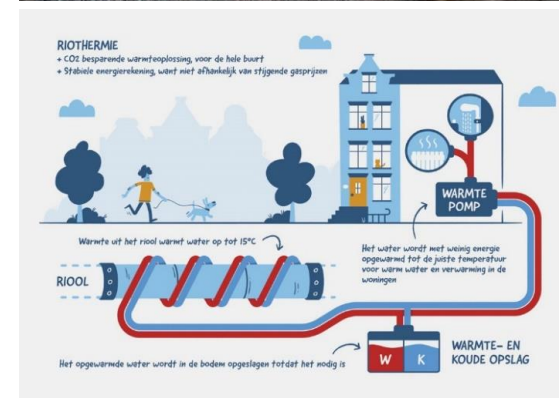 RIOTHERMIE
+ CO2 besparende warmteoplossing, voor de hele buurt
+ Stabiele energierekening, want niet afhankelijk van stijgende gasprijzen
WARMTE
POMP
Warmte uit het riool warmt water op tot 15°C
Het water wordt met weinig energie
opgewarmd tot de juiste temperatuur
voor warm water en verwarming in de
woningen
RIOOL
Het opgewarmde water wordt in de bodem opgeslagen totdat het nodig is
W
K
WARMTE- EN
KOUDE OPSLAG